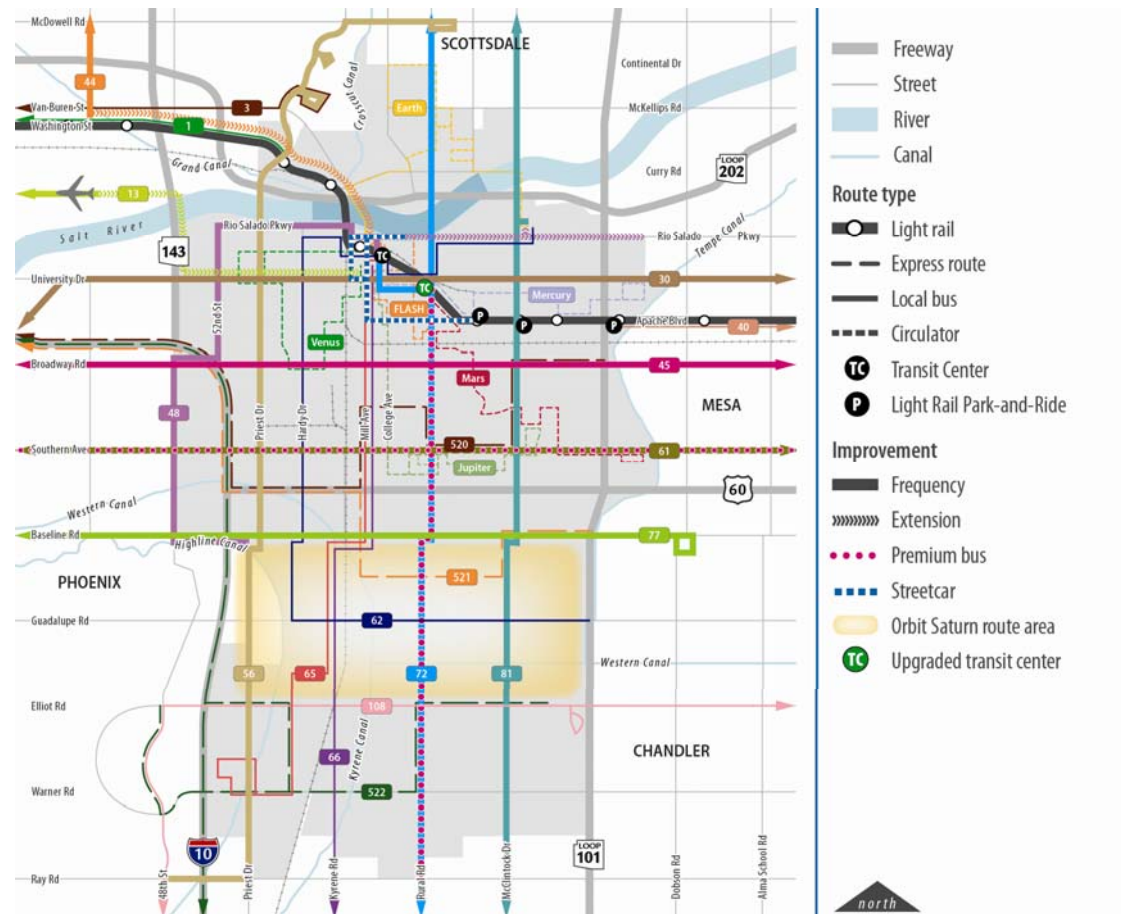 McDowell Rd
SCOTTSDALE
Continental Dr
44
Crosscut Canal
Van Buren St
3
Earth
McKellips Rd
Washington St
1
Grand Canal
LOOP
202
Curry Rd
13
Salt River
143
Rio Salado Pkwy
Rio Salado Pkwy
Tempe Canal
TC
University Dr
30
TC
Mercury
52nd St
FLASH
P
P
P
Apache Blvd
40
Venus
Broadway Rd
45
Mars
48
Priest Dr
Hardy Dr
Mill Ave
College Ave
MESA
520
Southern Ave
61
Jupiter
60
Western Canal
Baseline Rd
77
Highline Canal
PHOENIX
521
Guadalupe Rd
62
Western Canal
56
65
72
81
Elliot Rd
108
Kyrene Canal
CHANDLER
66
Warner Rd
522
10
LOOP
101
Ray Rd
48th St
Priest Dr
Kyrene Rd
Rural Rd
McClintock Dr
Dobson Rd
Alma School Rd
Freeway
Street
River
Canal
Route type
Light rail
Express route
Local bus
Circulator
TC Transit Center
P Light Rail Park-and-Ride
Improvement
Frequency
Extension
Premium bus
Streetcar
Orbit Saturn route area
TC Upgraded transit center
north